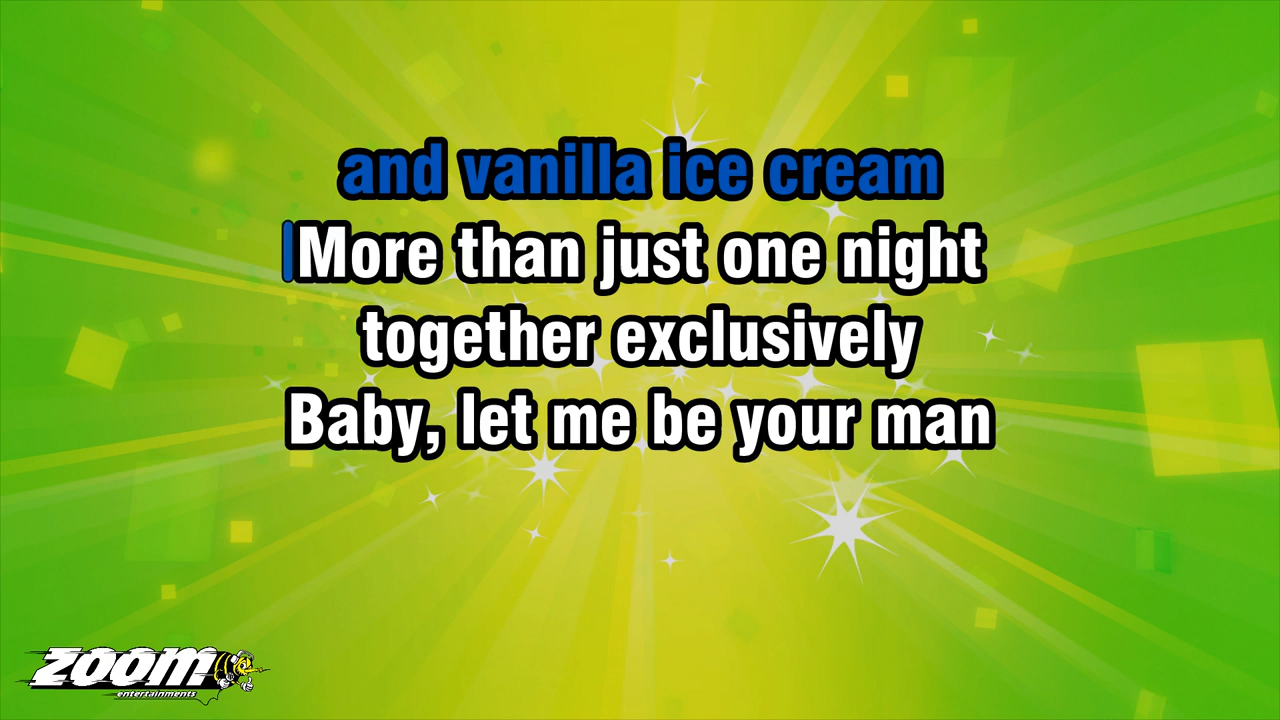 and vanilla ice cream
More than just one night
together exclusively
Baby, let me be your man
zoom
entertainments